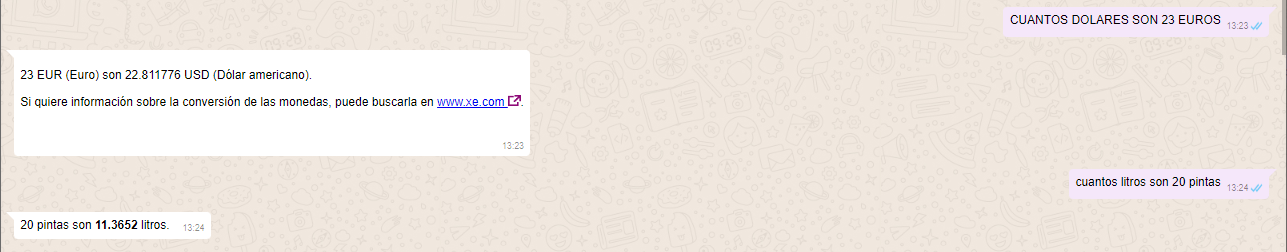 CUANTOS DOLARES SON 23 EUROS 13:23
23 EUR (Euro) son 22.811776 USD (Dólar americano).
Si quiere información sobre la conversión de las monedas, puede buscarla en www.xe.com.
13:23
cuantos litros son 20 pintas 13:24
20 pintas son 11.3652 litros. 13:24